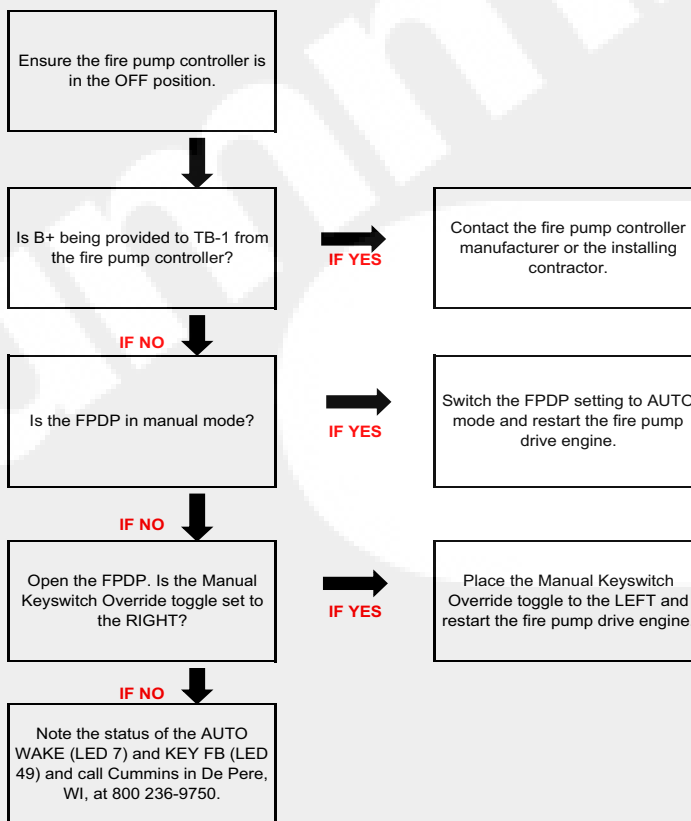 Ensure the fire pump controller is
in the OFF position.
Is B+ being provided to TB-1 from
the fire pump controller?
IF YES
Contact the fire pump controller
manufacturer or the installing
contractor.
IF NO
Is the FPDP in manual mode?
IF YES
Switch the FPDP setting to AUTO
mode and restart the fire pump
drive engine.
IF NO
Open the FPDP. Is the Manual
Keyswitch Override toggle set to
the RIGHT?
IF YES
Place the Manual Keyswitch
Override toggle to the LEFT and
restart the fire pump drive engine.
IF NO
Note the status of the AUTO
WAKE (LED 7) and KEY FB (LED
49) and call Cummins in De Pere,
WI, at 800 236-9750.